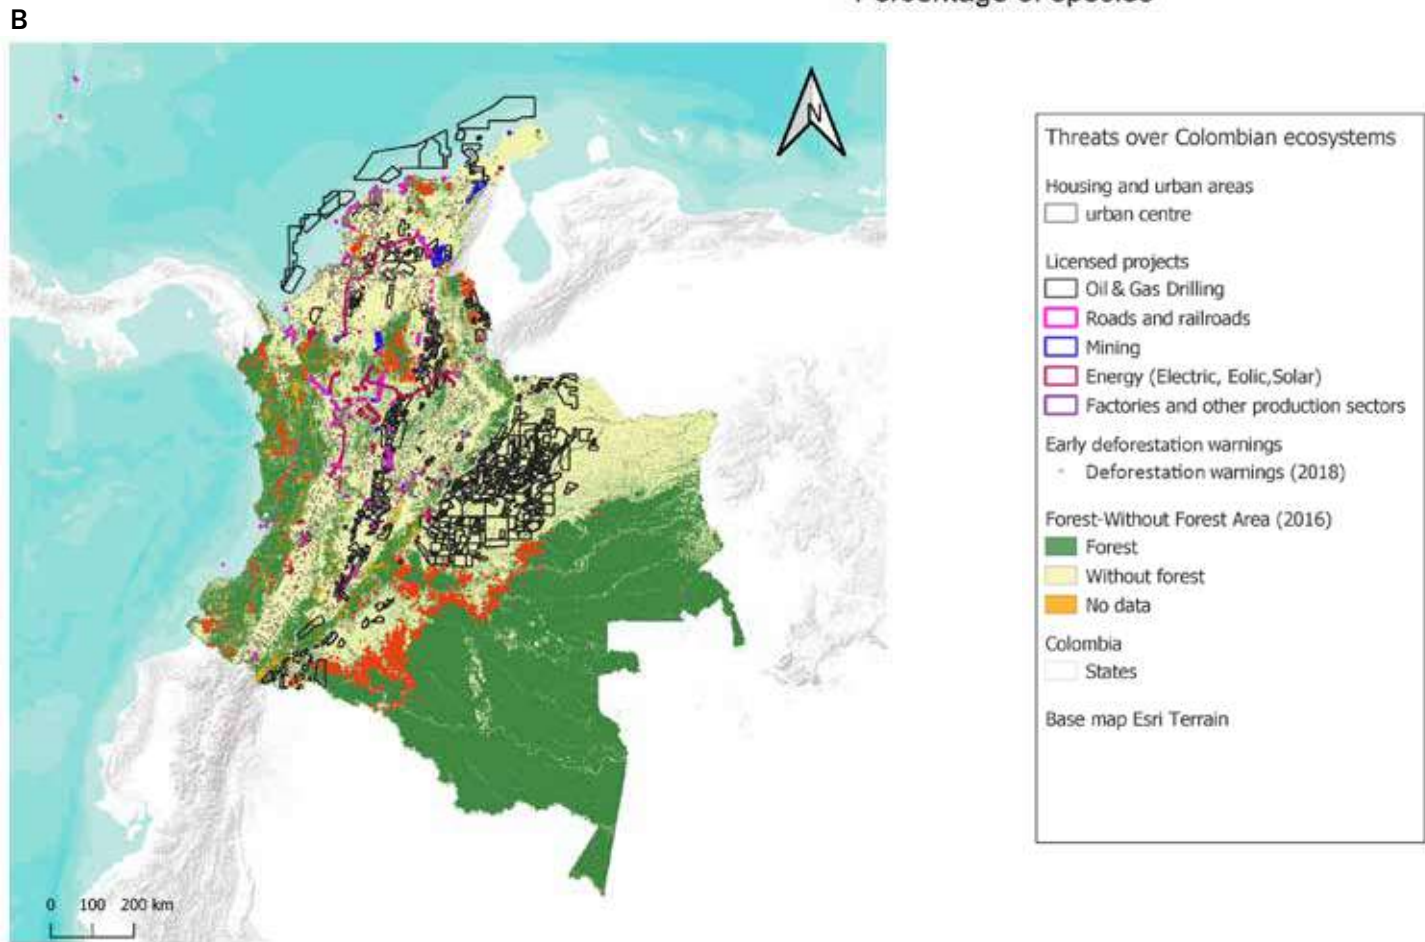 B
N
0 100 200 km
Threats over Colombian ecosystems
Housing and urban areas
urban centre
Licensed projects
Oil & Gas Drilling
Roads and railroads
Mining
Energy (Electric, Eolic,Solar)
Factories and other production sectors
Early deforestation warnings
Deforestation warnings (2018)
Forest-Without Forest Area (2016)
Forest
Without forest
No data
Colombia
States
Base map Esri Terrain